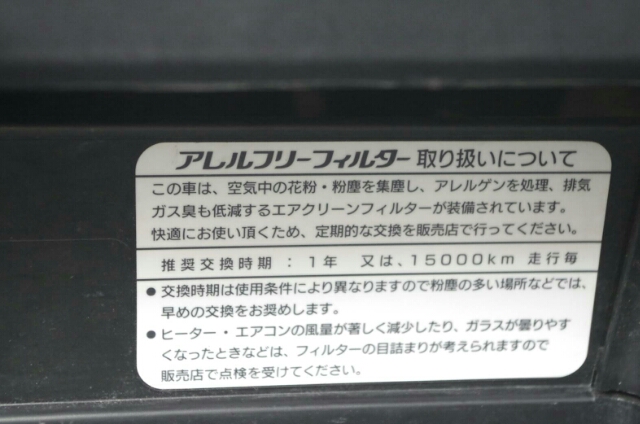 アレルフリーフィルター取り扱いについて
この車は、空気中の花粉・粉塵を集塵し、アレルゲンを処理、排気
ガス臭も低減するエアクリーンフィルターが装備されています。
快適にお使い頂くため、定期的な交換を販売店で行ってください。
推奨交換時期 : 1年 又は、15000km 走行毎
● 交換時期は使用条件により異なりますので粉塵の多い場所などでは、
早めの交換をお奨めします。
● ヒーター・エアコンの風量が著しく減少したり、ガラスが曇りやす
くなったときなどは、フィルターの目詰まりが考えられますので
販売店で点検を受けてください。